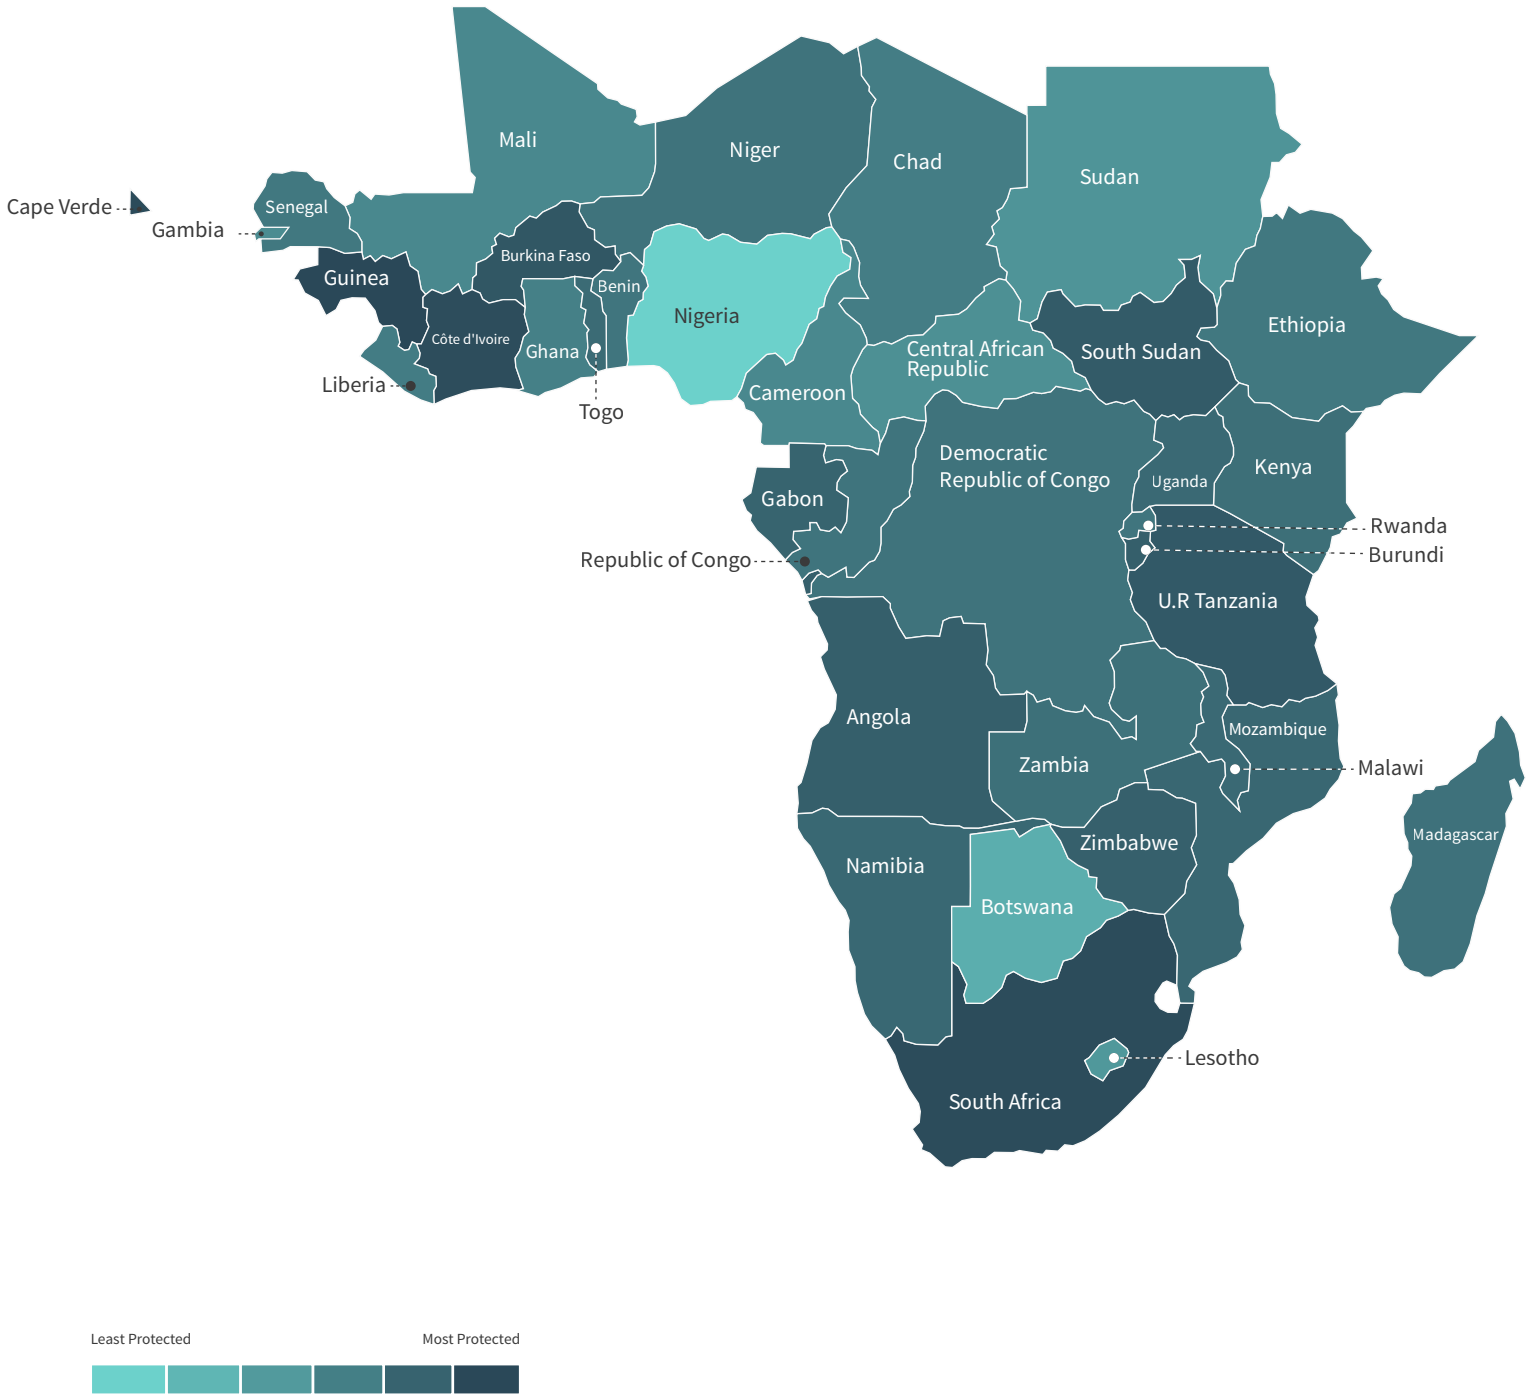 Mali
Niger
Chad
Sudan
Cape Verde
Senegal
Gambia
Burkina Faso
Guinea
Benin
Nigeria
Ethiopia
Côte d'Ivoire
Ghana
Central African
Republic
South Sudan
Liberia
Cameroon
Togo
Democratic
Republic of Congo
Kenya
Uganda
Gabon
Rwanda
Burundi
Republic of Congo
U.R Tanzania
Angola
Mozambique
Zambia
Malawi
Madagascar
Zimbabwe
Namibia
Botswana
Lesotho
South Africa
Least Protected
Most Protected